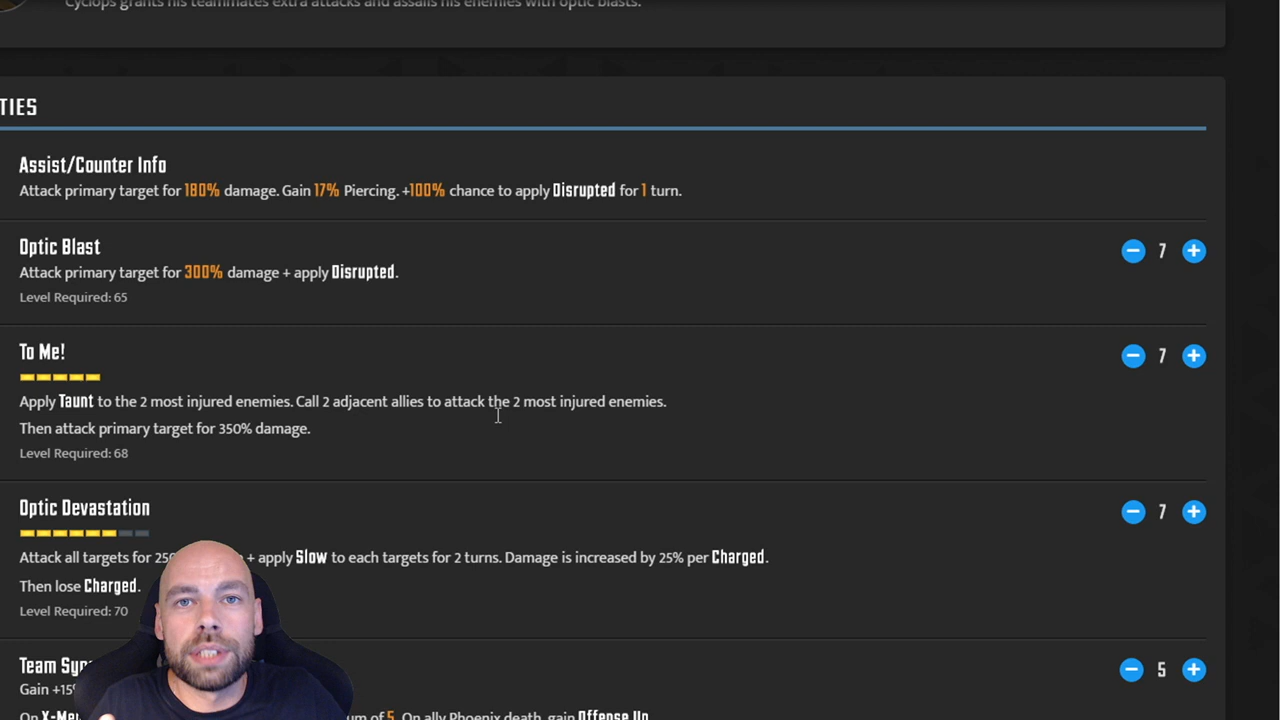 Cyclops grants his teammates extra attacks and assails his enemies with optic blasts.
TIES
Assist/Counter Info
Attack primary target for 180% damage. Gain 17% Piercing. +100% chance to apply Disrupted for 1 turn.
Optic Blast
7
Attack primary target for 300% damage + apply Disrupted.
Level Required: 65
To Me!
7
Apply Taunt to the 2 most injured enemies. Call 2 adjacent allies to attack the 2 most injured enemies.
Then attack primary target for 350% damage.
Level Required: 68
Optic Devastation
7
Attack all targets for + apply Slow to each targets for 2 turns. Damage is increased by 25% per Charged.
Then lose Charged.
Level Required: 70
Team
5
Gain
On of 5. On ally Phoenix death, gain Offense Up.